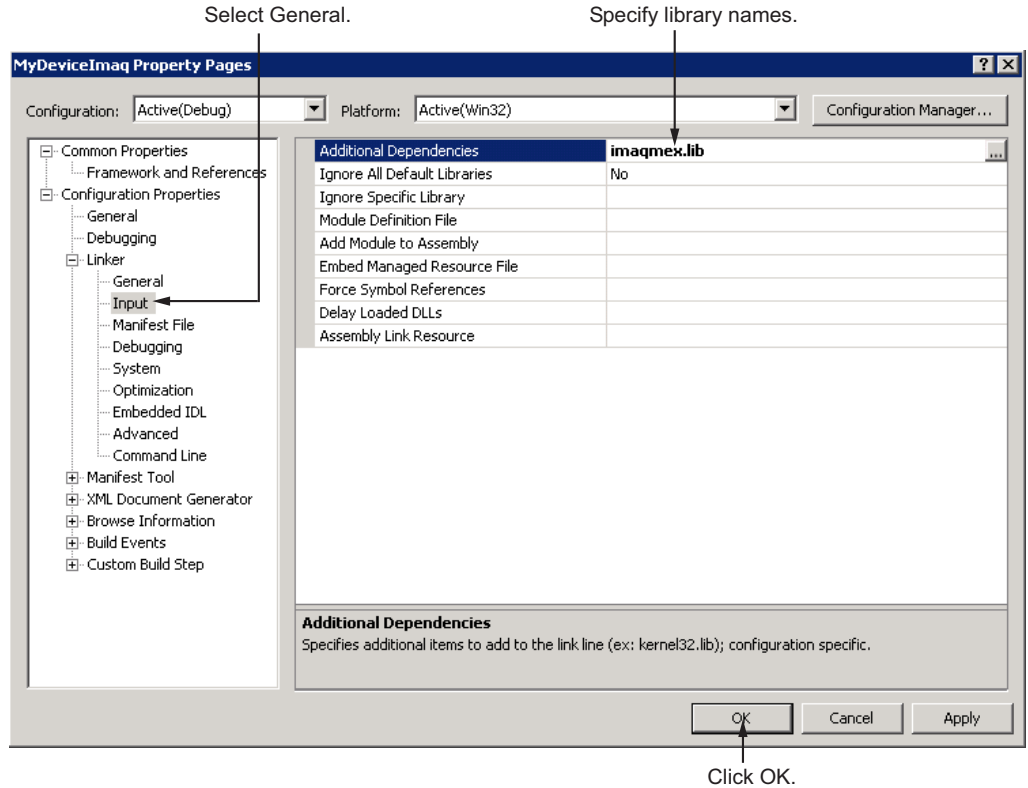 Select General.
Specify library names.
MyDeviceImaq Property Pages
Configuration: Active(Debug) Platform: Active(Win32) Configuration Manager...
Common Properties
Framework and References
Configuration Properties
General
Debugging
Linker
General
Input
Manifest File
Debugging
System
Optimization
Embedded IDL
Advanced
Command Line
Manifest Tool
XML Document Generator
Browse Information
Build Events
Custom Build Step
Additional Dependencies imaqmex.lib ...
Ignore All Default Libraries No
Ignore Specific Library
Module Definition File
Add Module to Assembly
Embed Managed Resource File
Force Symbol References
Delay Loaded DLLs
Assembly Link Resource
Additional Dependencies
Specifies additional items to add to the link line (ex: kernel32.lib); configuration specific.
OK Cancel Apply
Click OK.